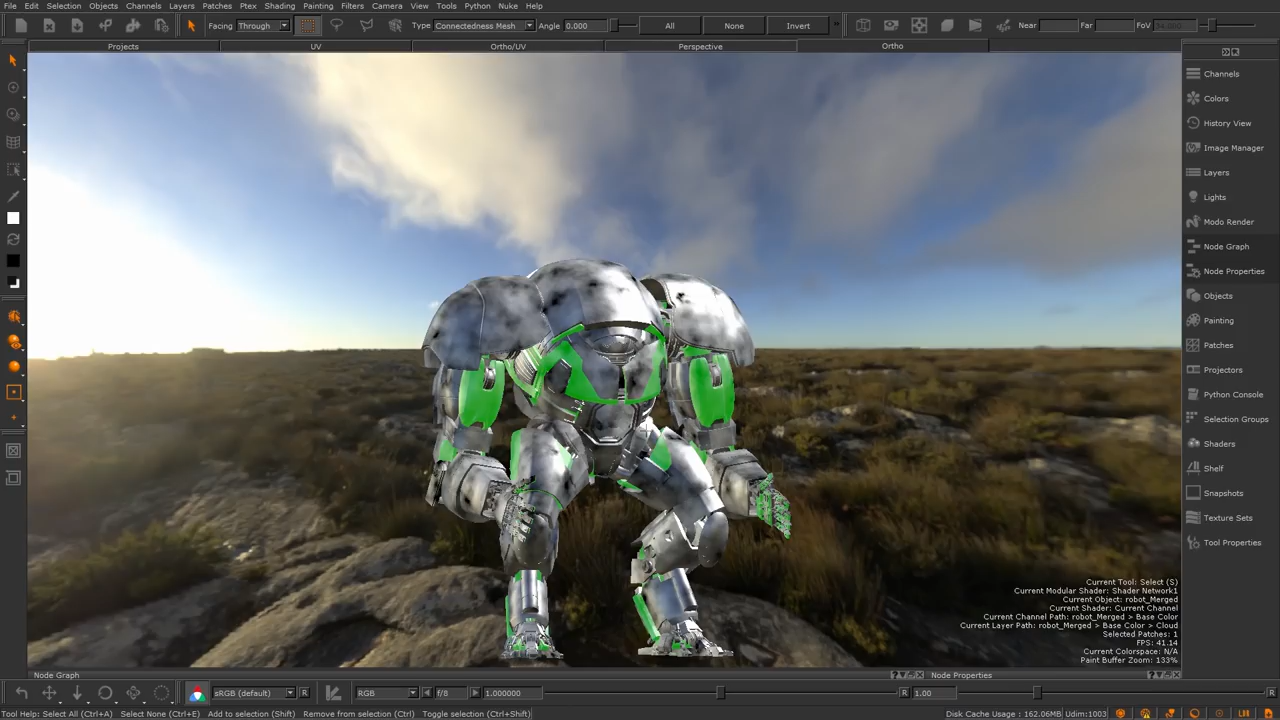 File Edit Selection Objects Channels Layers Patches Ptex Shading Painting Filters Camera View Tools Python Nuke Help
Facing Through Type Connectedness Mesh Angle 0.000 All None Invert Near Far FoV
Projects UV Ortho/UV Perspective Ortho
Channels
Colors
History View
Image Manager
Layers
Lights
Modo Render
Node Graph
Node Properties
Objects
Painting
Patches
Projectors
Python Console
Selection Groups
Shaders
Shelf
Snapshots
Texture Sets
Tool Properties
Current Tool: Select (S)
Current Modular Shader: Shader Network1
Current Object: robot_Merged
Current Shader: Current Channel
Current Channel Path: robot_Merged > Base Color
Current Layer Path: robot_Merged > Base Color > Cloud
Selected Patches: 1
FPS: 41.14
Current Colorspace: N/A
Paint Buffer Zoom: 133%
Node Graph Node Properties
sRGB (default) R RGB f/8 1.000000 R 1.00 R
Tool Help: Select All (Ctrl+A) Select None (Ctrl+E) Add to selection (Shift) Remove from selection (Ctrl) Toggle selection (Ctrl+Shift) Disk Cache Usage : 162.06MB Udim:1003